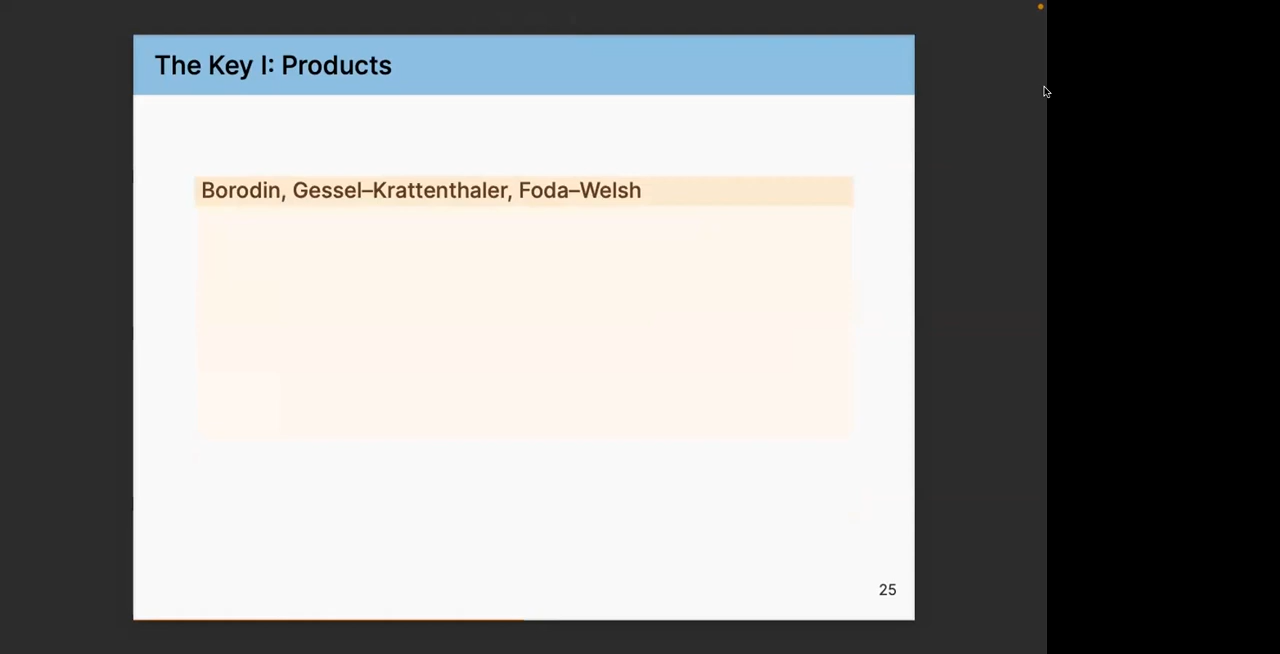 The Key I: Products
Borodin, Gessel–Krattenthaler, Foda–Welsh
25